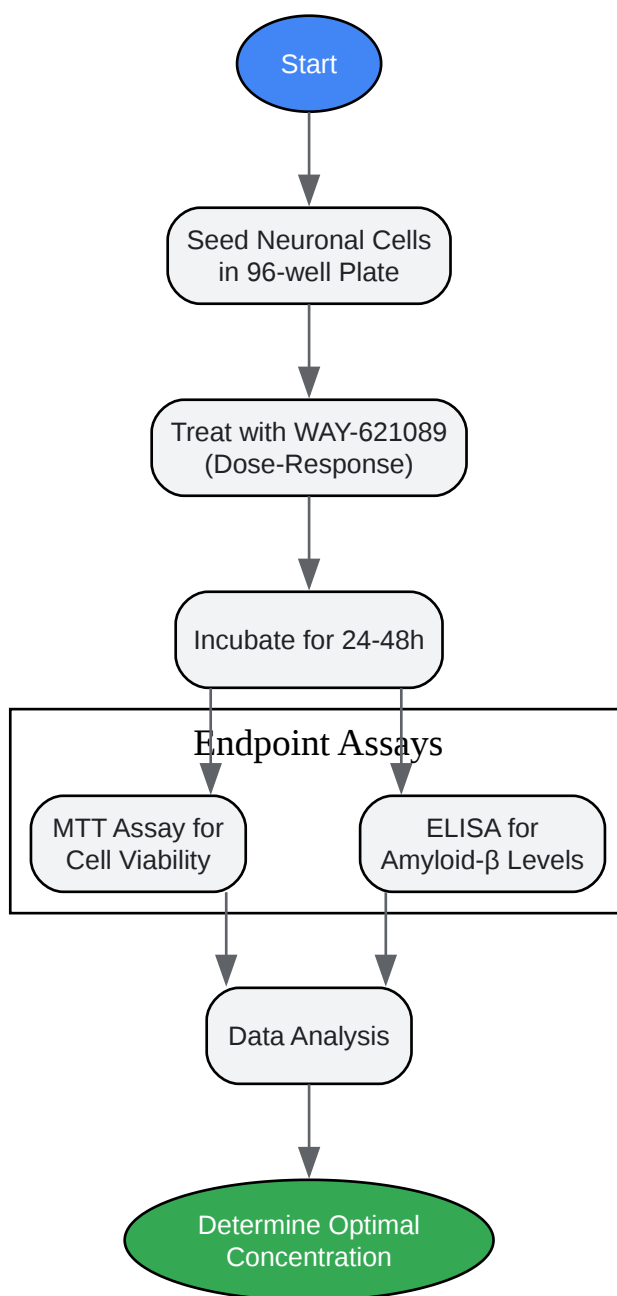 Start
Seed Neuronal Cells
in 96-well Plate
Treat with WAY-621089
(Dose-Response)
Incubate for 24-48h
Endpoint Assays
MTT Assay for
Cell Viability
ELISA for
Amyloid-β Levels
Data Analysis
Determine Optimal
Concentration